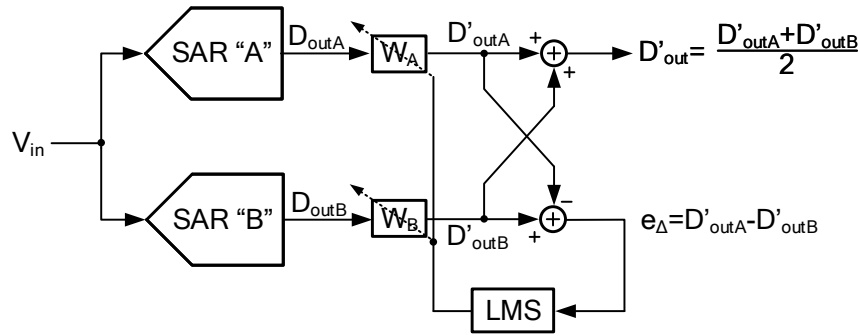 SAR “A”
D_outA
W_A
D'_outA
+
+
D'_out= D'_outA+D'_outB
2
V_in
SAR “B”
D_outB
W_B
D'_outB
−
+
e_Δ=D'_outA-D'_outB
LMS